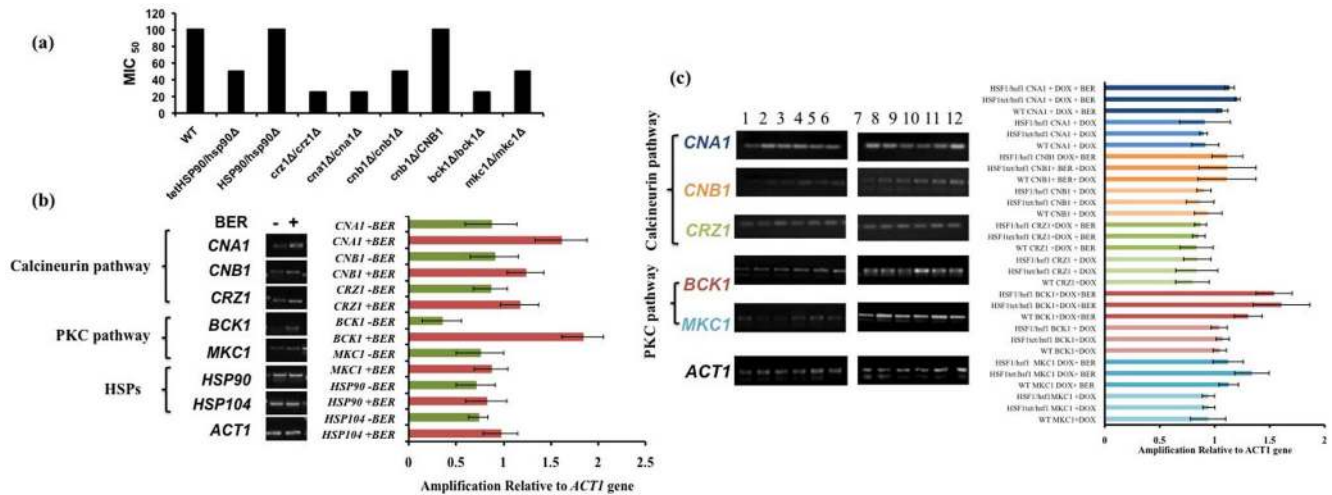 (a)
MIC 50
120
100
80
60
40
20
0
WT
tetHSP90/hsp90Δ
HSP90/hsp90Δ
crz1Δ/crz1Δ
cna1Δ/cna1Δ
cnb1Δ/cnb1Δ
cnb1Δ/CNB1
bck1Δ/bck1Δ
mkc1Δ/mkc1Δ
(b)
BER - +
Calcineurin pathway
CNA1
CNB1
CRZ1
PKC pathway
BCK1
MKC1
HSPs
HSP90
HSP104
ACT1
CNA1 -BER
CNA1 +BER
CNB1 -BER
CNB1 +BER
CRZ1 -BER
CRZ1 +BER
BCK1 -BER
BCK1 +BER
MKC1 -BER
MKC1 +BER
HSP90 -BER
HSP90 +BER
HSP104 -BER
HSP104 +BER
0 0.5 1 1.5 2 2.5
Amplification Relative to ACT1 gene
(c)
1 2 3 4 5 6 7 8 9 10 11 12
Calcineurin pathway
CNA1
CNB1
CRZ1
PKC pathway
BCK1
MKC1
ACT1
HSF1/hsf1 CNA1 + DOX + BER
HSF1tet/hsf1 CNA1 + DOX + BER
WT CNA1 + DOX + BER
HSF1/hsf1 CNA1 + DOX
HSF1tet/hsf1 CNA1 + DOX
WT CNA1 + DOX
HSF1/hsf1 CNB1 DOX+ BER
HSF1tet/hsf1 CNB1+ BER+DOX
WT CNB1+ BER+ DOX
HSF1/hsf1 CNB1 + DOX
HSF1tet/hsf1 CNB1 + DOX
WT CNB1 + DOX
HSF1/hsf1 CRZ1+DOX + BER
HSF1tet/hsf1 CRZ1+DOX + BER
WT CRZ1 + DOX + BER
HSF1/hsf1 CRZ1 + DOX
HSF1tet/hsf1 CRZ1 + DOX
WT CRZ1+DOX
HSF1/hsf1 BCK1+DOX+BER
HSF1tet/hsf1 BCK1+DOX+BER
WT BCK1+DOX+BER
HSF1/hsf1 BCK1 + DOX
HSF1tet/hsf1 BCK1+ DOX
WT BCK1+DOX
HSF1/hsf1 MKC1 DOX+ BER
HSF1tet/hsf1 MKC1 DOX+ BER
WT MKC1 DOX+ BER
HSF1/hsf1MKC1 +DOX
HSF1tet/hsf1 MKC1 +DOX
WT MKC1+DOX
0 0.5 1 1.5 2
Amplification Relative to ACT1 gene